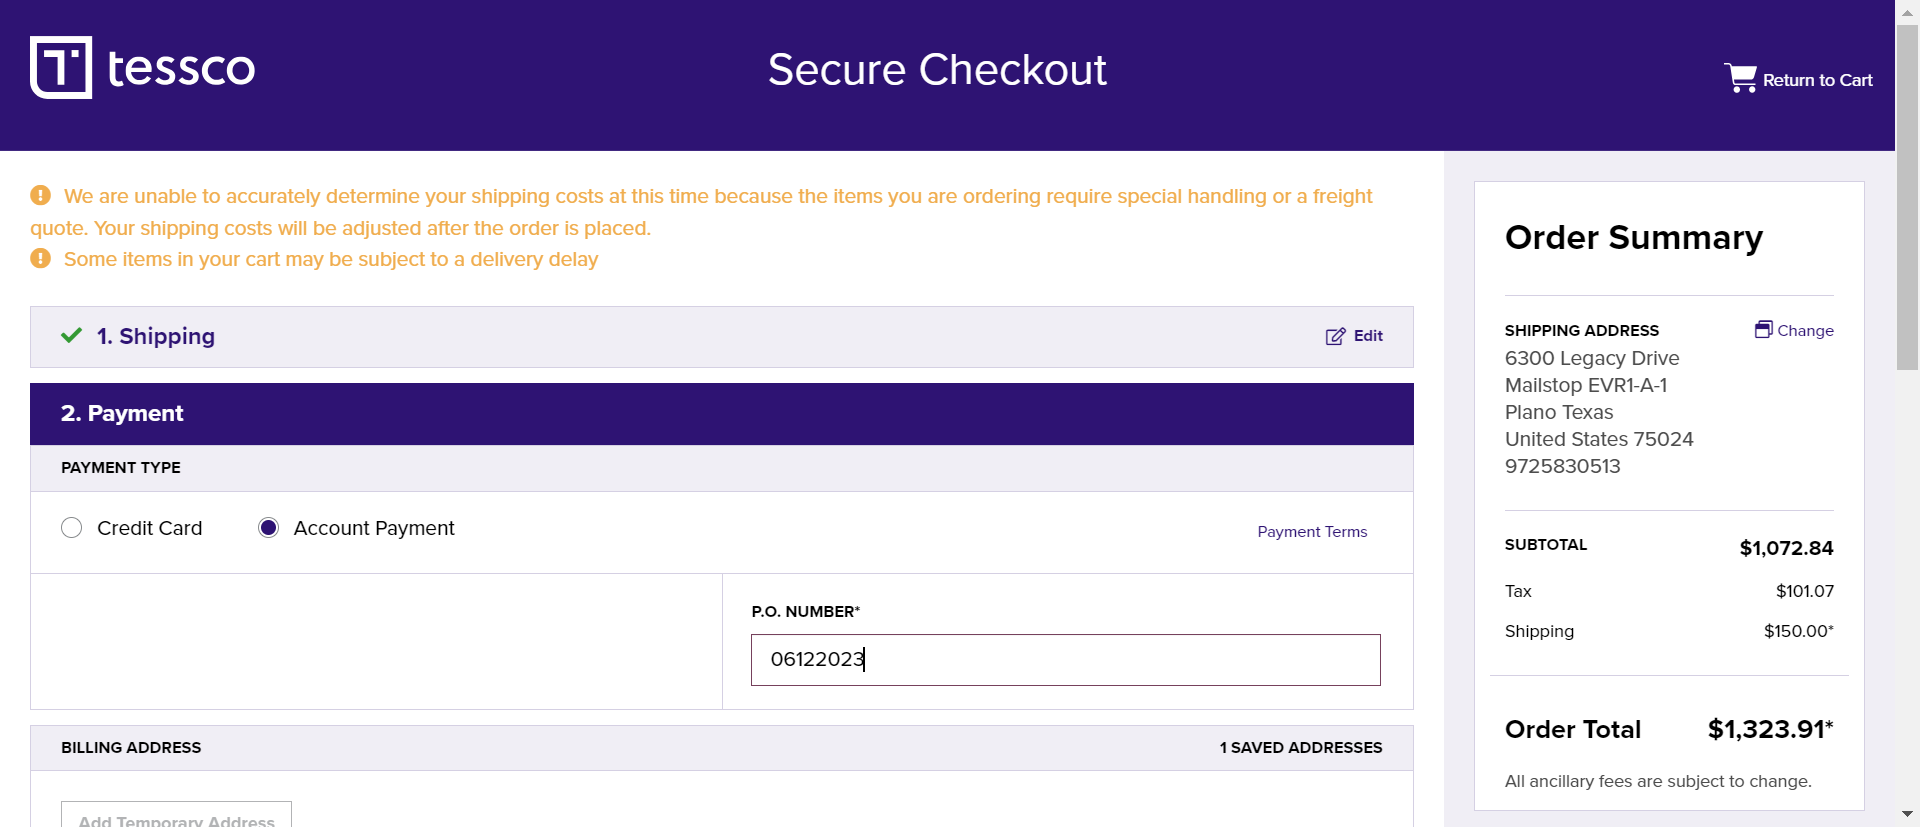 tessco
Secure Checkout
Return to Cart
We are unable to accurately determine your shipping costs at this time because the items you are ordering require special handling or a freight
quote. Your shipping costs will be adjusted after the order is placed.
Some items in your cart may be subject to a delivery delay
1. Shipping
Edit
2. Payment
PAYMENT TYPE
Credit Card
Account Payment
Payment Terms
P.O. NUMBER*
06122023
BILLING ADDRESS
1 SAVED ADDRESSES
Add Temporary Address
Order Summary
SHIPPING ADDRESS
Change
6300 Legacy Drive
Mailstop EVR1-A-1
Plano Texas
United States 75024
9725830513
SUBTOTAL
$1,072.84
Tax
$101.07
Shipping
$150.00*
Order Total
$1,323.91*
All ancillary fees are subject to change.